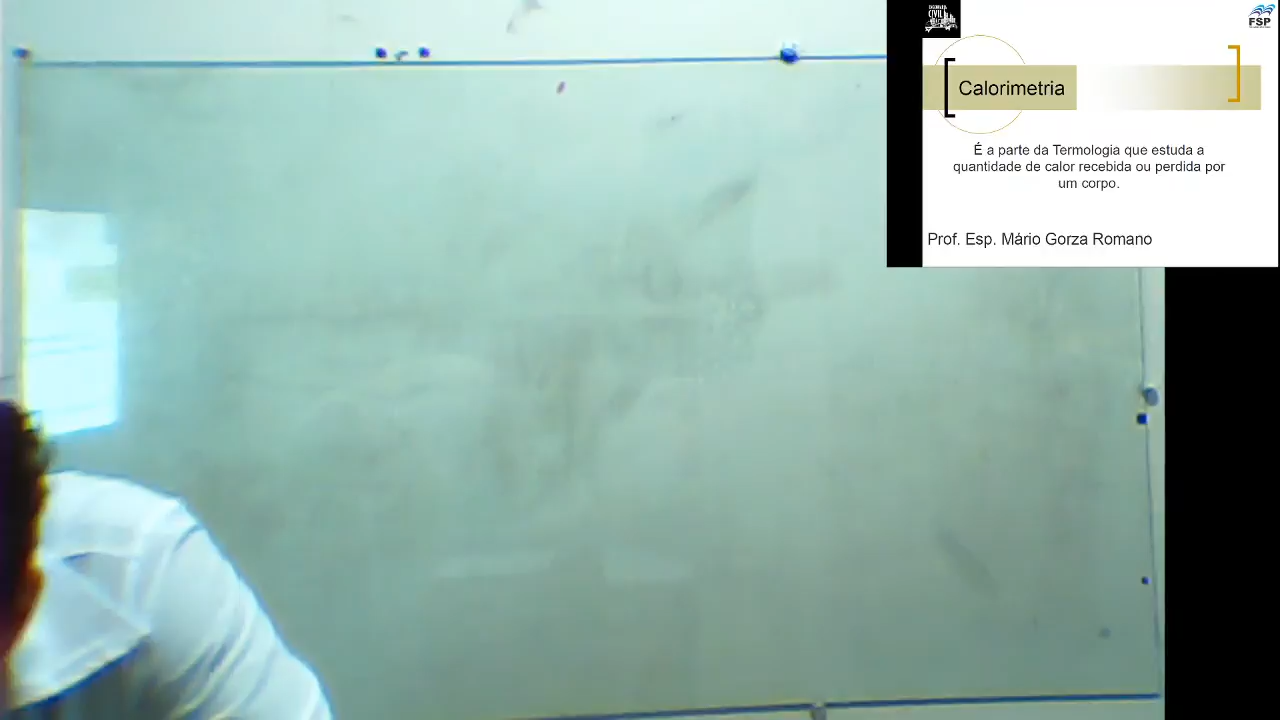 CIVIL
FSP
Calorimetria
É a parte da Termologia que estuda a
quantidade de calor recebida ou perdida por
um corpo.
Prof. Esp. Mário Gorza Romano